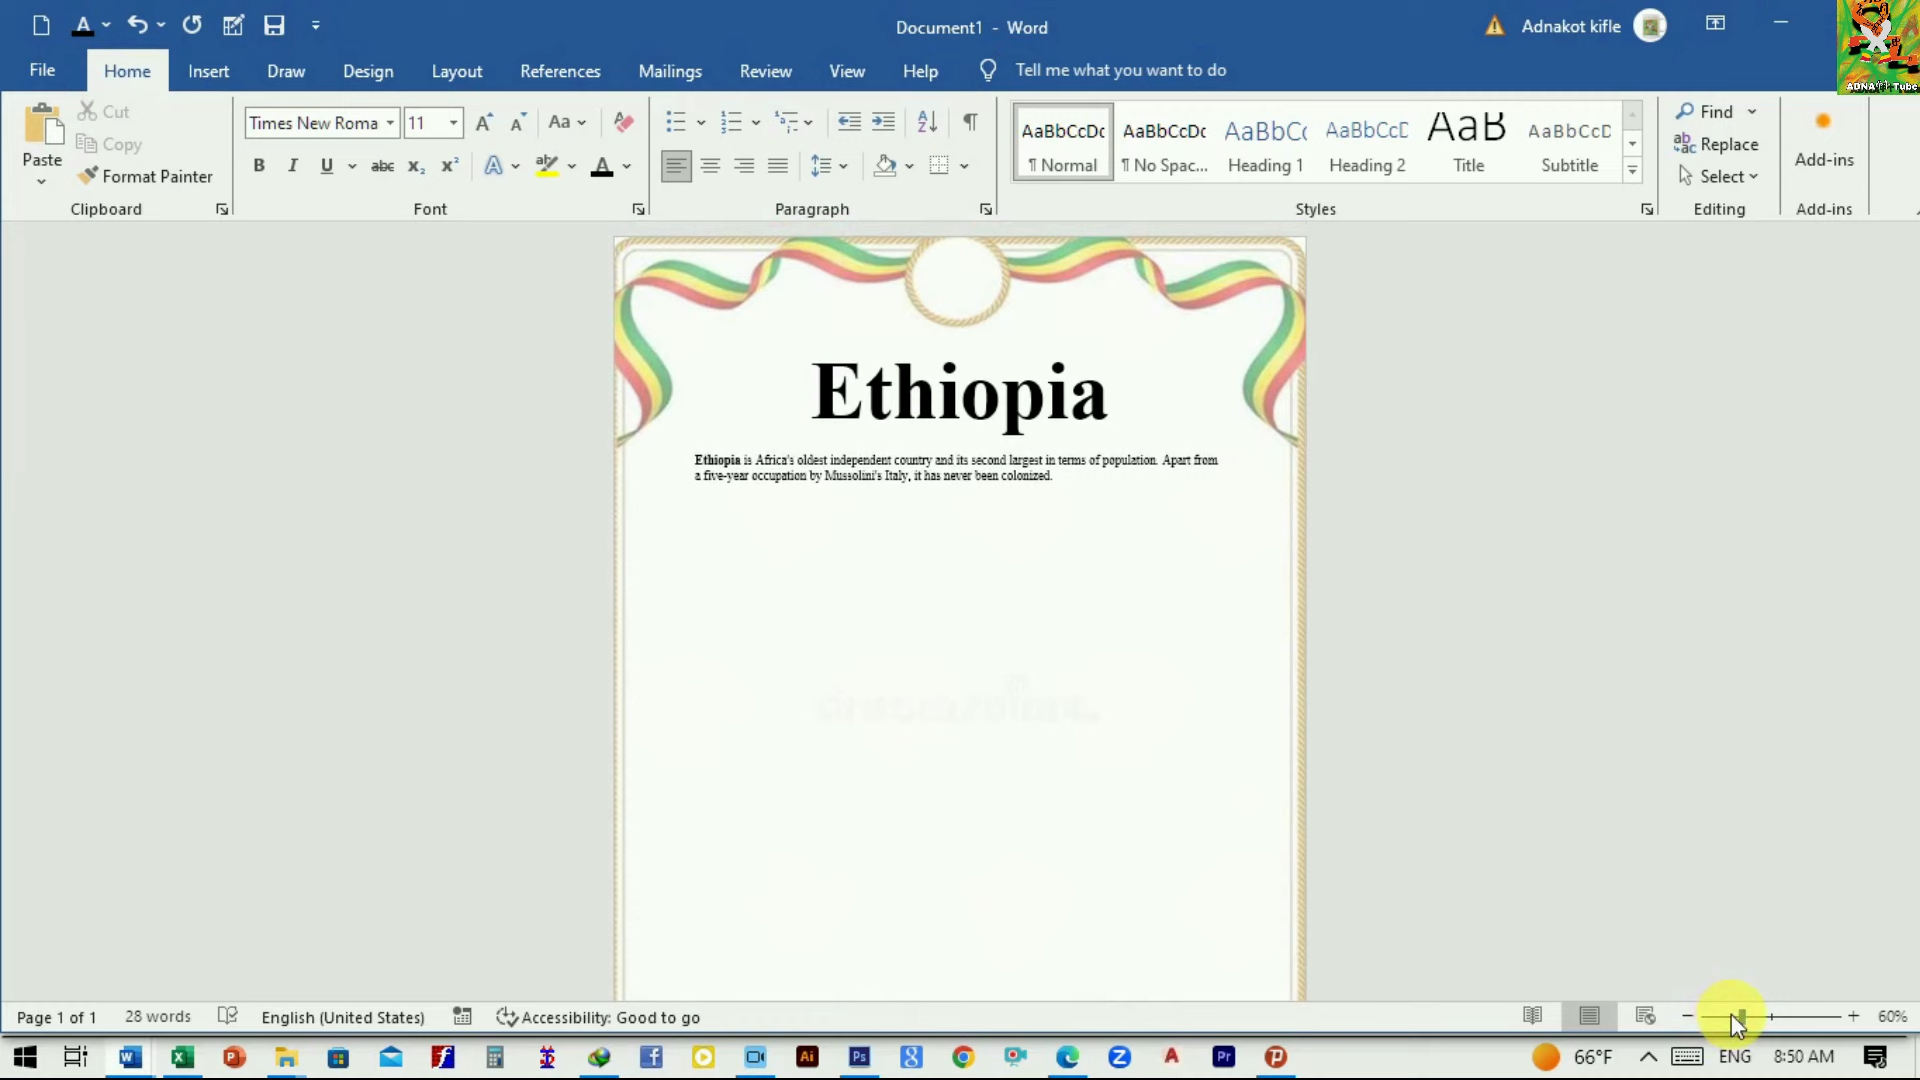 Document1 - Word
Adnakot kifle
File Home Insert Draw Design Layout References Mailings Review View Help Tell me what you want to do
ADNA Tube
Cut
Copy
Paste
Format Painter
Clipboard
Times New Roma 11
Font
Paragraph
AaBbCcDc AaBbCcDc AaBbCc AaBbCcD AaB AaBbCcD
¶ Normal ¶ No Spac... Heading 1 Heading 2 Title Subtitle
Styles
Find
Replace
Select
Editing
Add-ins
Add-ins
Ethiopia
Ethiopia is Africa's oldest independent country and its second largest in terms of population. Apart from
a five-year occupation by Mussolini's Italy, it has never been colonized.
Page 1 of 1 28 words English (United States) Accessibility: Good to go 60%
66°F ENG 8:50 AM